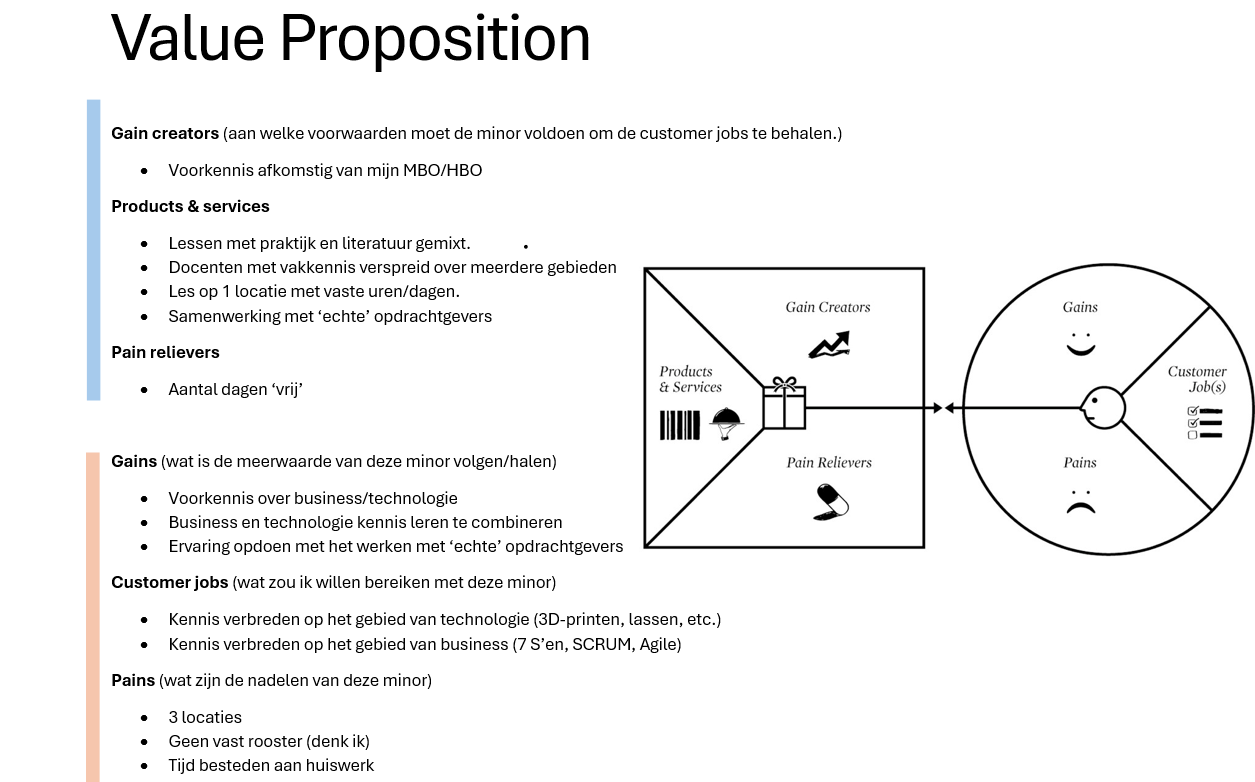 Value Proposition
Gain creators (aan welke voorwaarden moet de minor voldoen om de customer jobs te behalen.)
• Voorkennis afkomstig van mijn MBO/HBO
Products & services
• Lessen met praktijk en literatuur gemixt. •
• Docenten met vakkennis verspreid over meerdere gebieden
• Les op 1 locatie met vaste uren/dagen.
• Samenwerking met ‘echte’ opdrachtgevers
Pain relievers
• Aantal dagen ‘vrij’
Gains (wat is de meerwaarde van deze minor volgen/halen)
• Voorkennis over business/technologie
• Business en technologie kennis leren te combineren
• Ervaring opdoen met het werken met ‘echte’ opdrachtgevers
Customer jobs (wat zou ik willen bereiken met deze minor)
• Kennis verbreden op het gebied van technologie (3D-printen, lassen, etc.)
• Kennis verbreden op het gebied van business (7 S’en, SCRUM, Agile)
Pains (wat zijn de nadelen van deze minor)
• 3 locaties
• Geen vast rooster (denk ik)
• Tijd besteden aan huiswerk
Gain Creators
Products
& Services
Pain Relievers
Gains
Customer
Job(s)
Pains